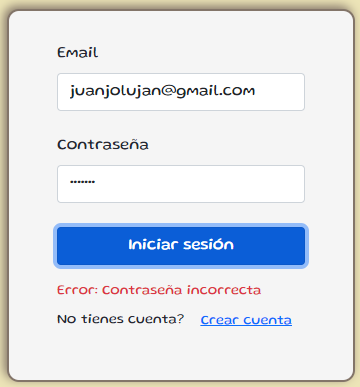 Email
juanjolujan@gmail.com
Contraseña
•••••••
Iniciar sesión
Error: Contraseña incorrecta
No tienes cuenta? Crear cuenta